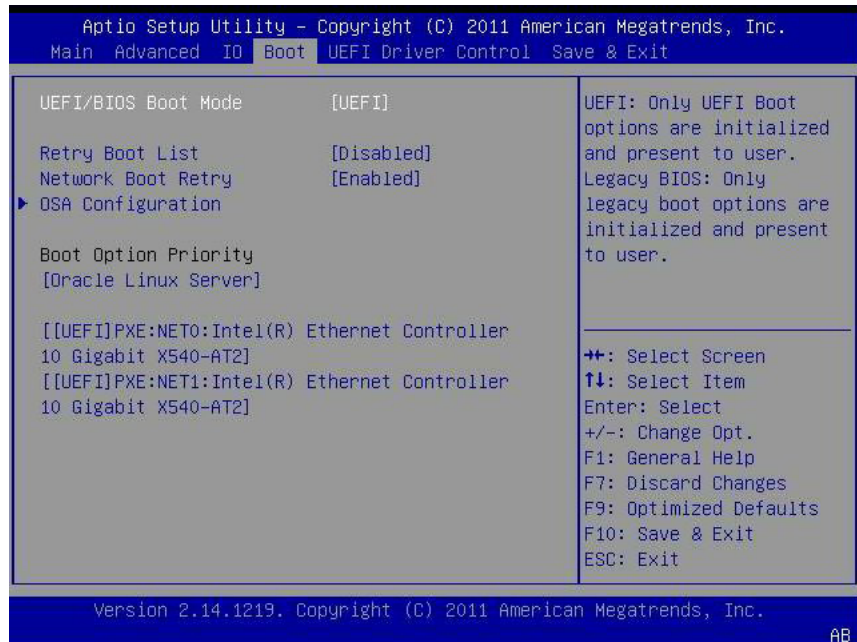 Aptio Setup Utility – Copyright (C) 2011 American Megatrends, Inc.
Main Advanced IO Boot UEFI Driver Control Save & Exit
UEFI/BIOS Boot Mode [UEFI]
Retry Boot List [Disabled]
Network Boot Retry [Enabled]
OSA Configuration
Boot Option Priority
[Oracle Linux Server]
[[UEFI]PXE:NET0:Intel(R) Ethernet Controller
10 Gigabit X540-AT2]
[[UEFI]PXE:NET1:Intel(R) Ethernet Controller
10 Gigabit X540-AT2]
UEFI: Only UEFI Boot
options are initialized
and present to user.
Legacy BIOS: Only
legacy boot options are
initialized and present
to user.
→←: Select Screen
↑↓: Select Item
Enter: Select
+/-: Change Opt.
F1: General Help
F7: Discard Changes
F9: Optimized Defaults
F10: Save & Exit
ESC: Exit
Version 2.14.1219. Copyright (C) 2011 American Megatrends, Inc.
AB